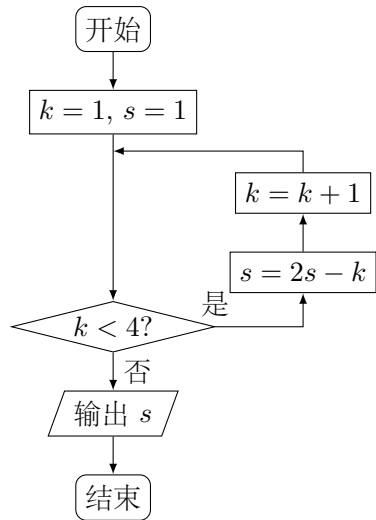 开始
k = 1, s = 1
k = k + 1
s = 2s − k
是
k < 4?
否
输出 s
结束